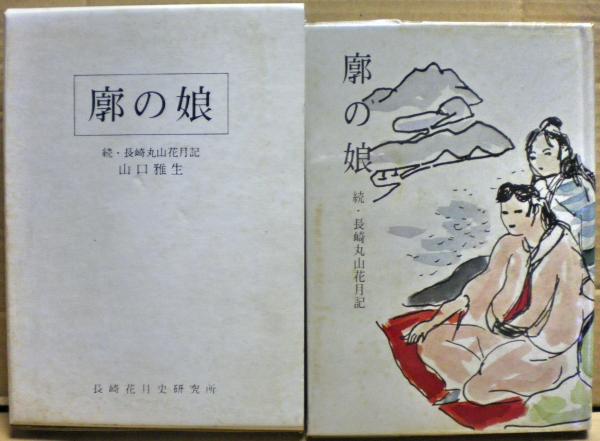 廓の娘
続・長崎丸山花月記
山口雅生
長崎花月史研究所
廓の娘
続・長崎丸山花月記